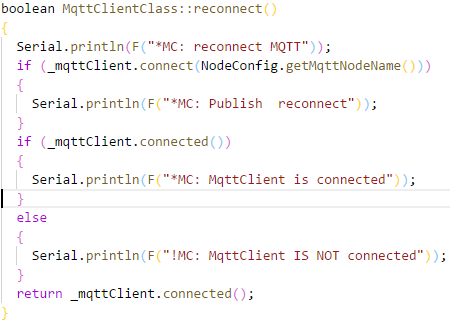 boolean MqttClientClass::reconnect()
{
  Serial.println(F("*MC: reconnect MQTT"));
  if (_mqttClient.connect(NodeConfig.getMqttNodeName()))
  {
    Serial.println(F("*MC: Publish  reconnect"));
  }
  if (_mqttClient.connected())
  {
    Serial.println(F("*MC: MqttClient is connected"));
  }
  else
  {
    Serial.println(F("!MC: MqttClient IS NOT connected"));
  }
  return _mqttClient.connected();
}